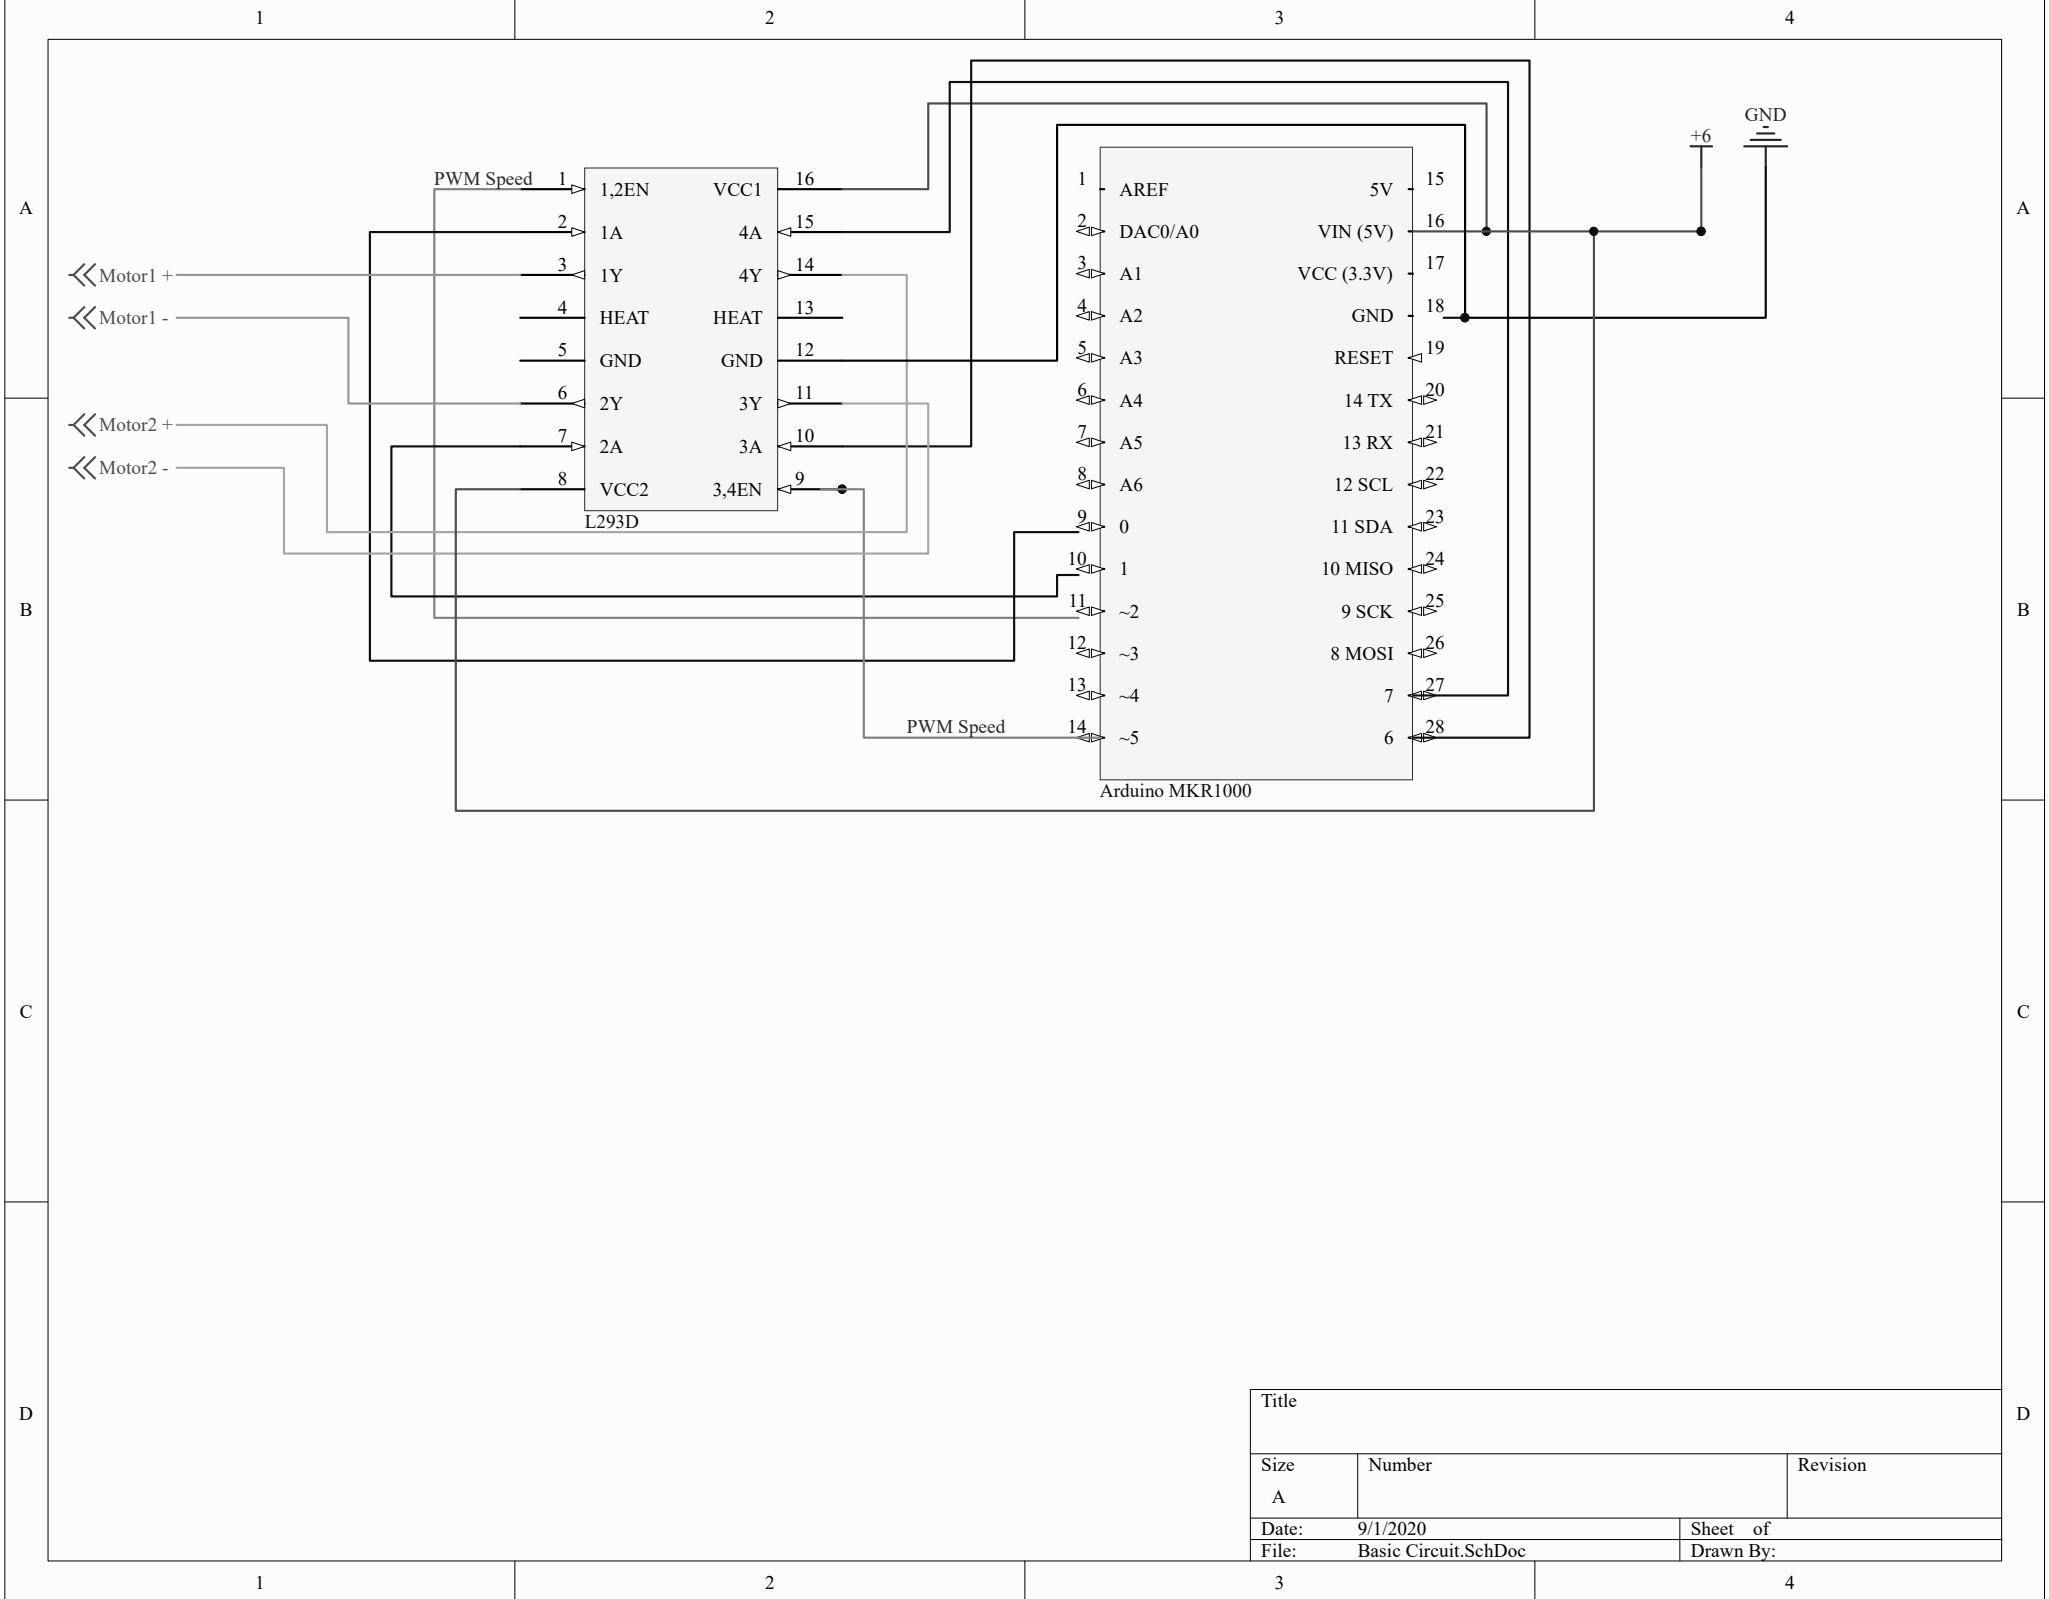 1 2 3 4
GND
+6
PWM Speed 1 1,2EN VCC1 16
1 AREF 5V 15
A A
2 1A 4A 15
2 DAC0/A0 VIN (5V) 16
Motor1 + 3 1Y 4Y 14
3 A1 VCC (3.3V) 17
Motor1 - 4 HEAT HEAT 13
4 A2 GND 18
5 GND GND 12
5 A3 RESET 19
6 2Y 3Y 11
6 A4 14 TX 20
Motor2 +
7 2A 3A 10
7 A5 13 RX 21
Motor2 -
8 VCC2 3,4EN 9
8 A6 12 SCL 22
L293D
9 0 11 SDA 23
10 1 10 MISO 24
B B
11 ~2 9 SCK 25
12 ~3 8 MOSI 26
13 ~4 7 27
PWM Speed 14 ~5 6 28
Arduino MKR1000
C C
D D
Title
Size Number Revision
A
Date: 9/1/2020 Sheet of
File: Basic Circuit.SchDoc Drawn By:
1 2 3 4